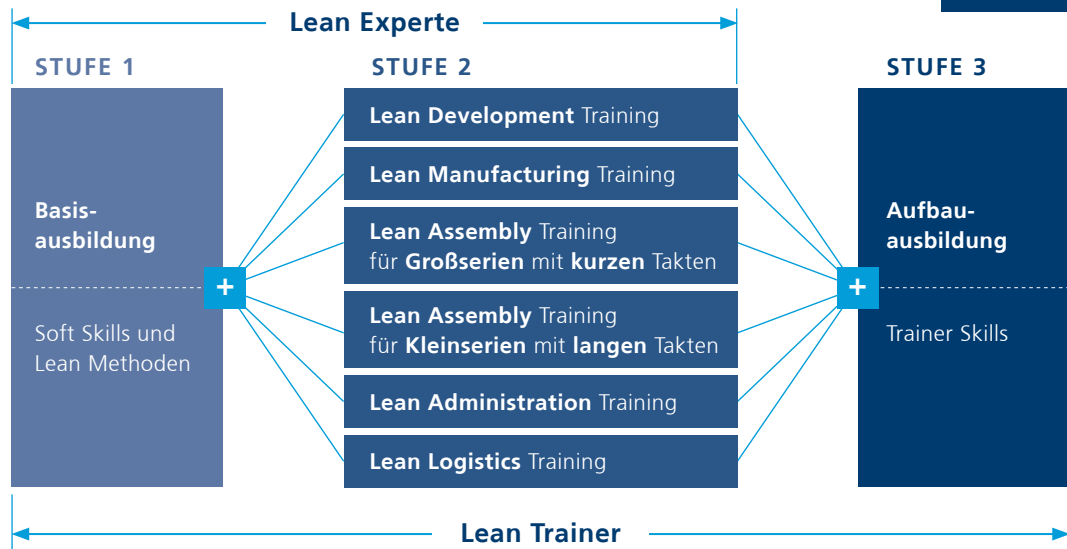 Lean Experte
STUFE 1
STUFE 2
STUFE 3
Basis-
ausbildung
Soft Skills und
Lean Methoden
+
Lean Development Training
Lean Manufacturing Training
Lean Assembly Training
für Großserien mit kurzen Takten
Lean Assembly Training
für Kleinserien mit langen Takten
Lean Administration Training
Lean Logistics Training
+
Aufbau-
ausbildung
Trainer Skills
Lean Trainer